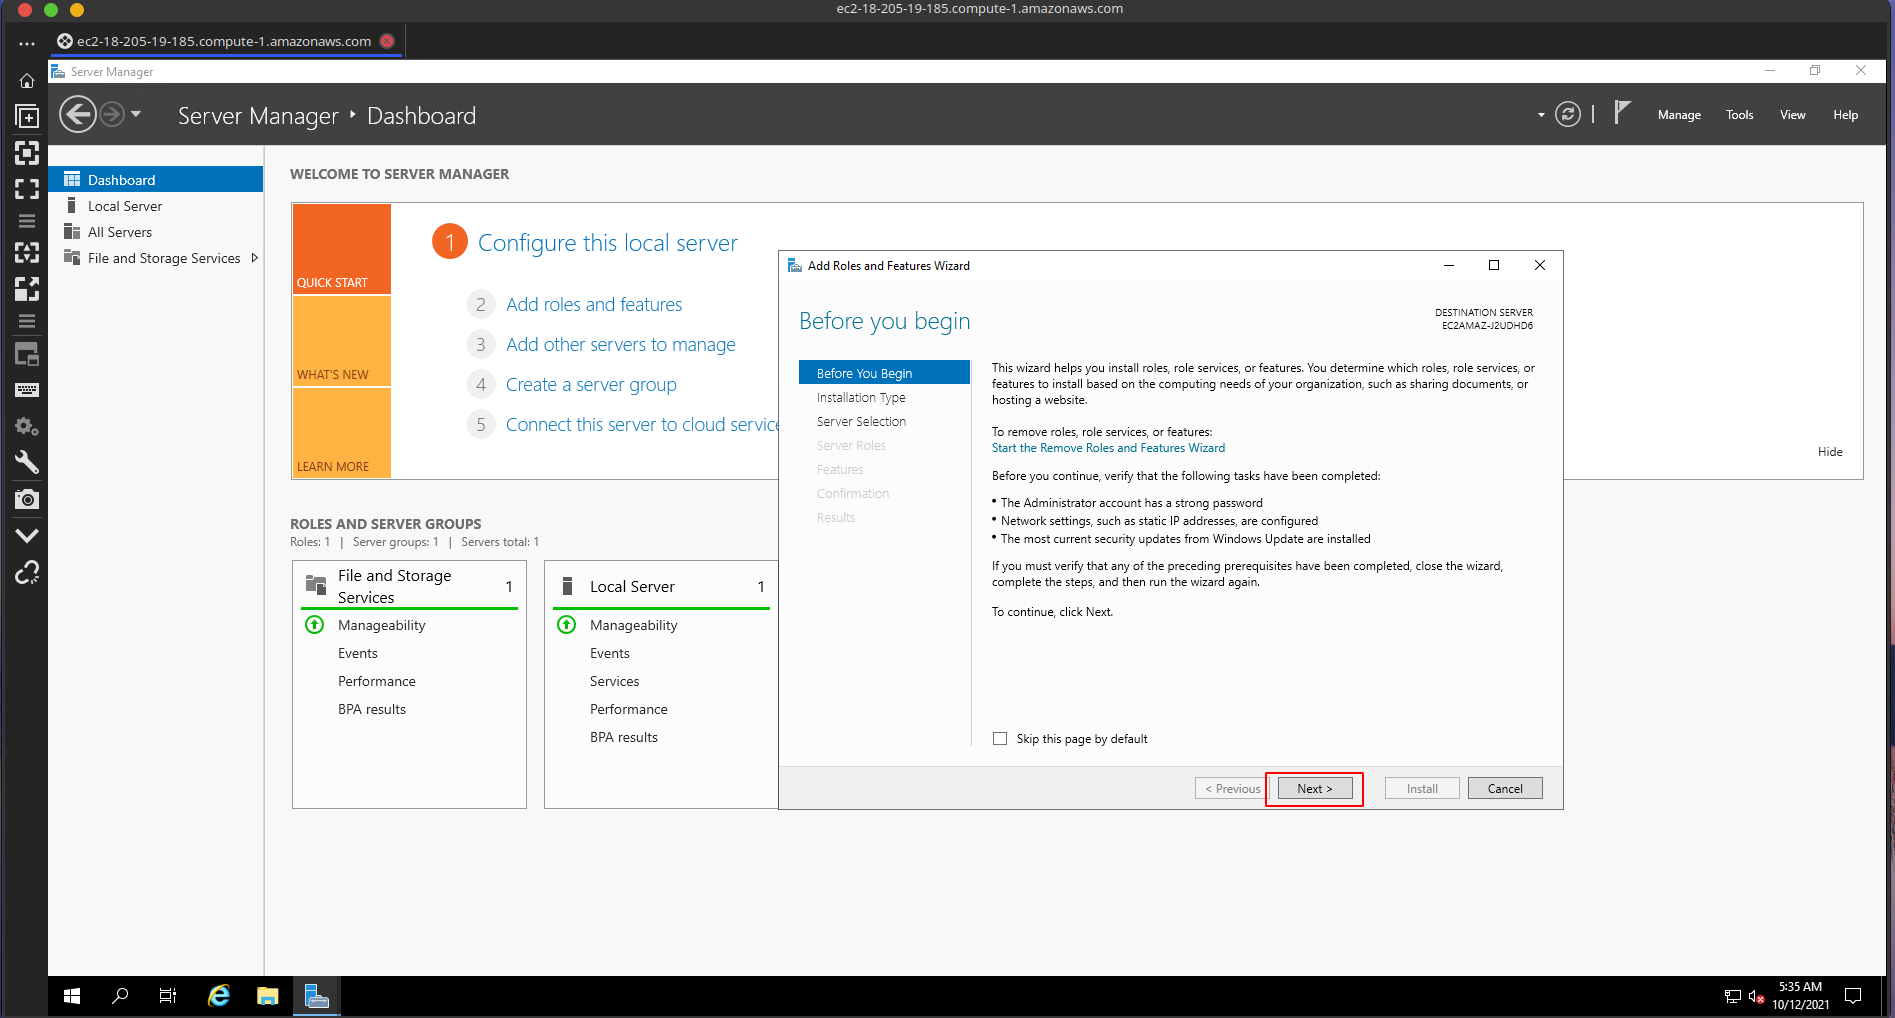 ec2-18-205-19-185.compute-1.amazonaws.com
ec2-18-205-19-185.compute-1.amazonaws.com
Server Manager
Server Manager ‣ Dashboard
Manage
Tools
View
Help
Dashboard
Local Server
All Servers
File and Storage Services
WELCOME TO SERVER MANAGER
QUICK START
WHAT'S NEW
LEARN MORE
1 Configure this local server
2 Add roles and features
3 Add other servers to manage
4 Create a server group
5 Connect this server to cloud service
Hide
ROLES AND SERVER GROUPS
Roles: 1 | Server groups: 1 | Servers total: 1
File and Storage
Services
1
Manageability
Events
Performance
BPA results
Local Server
1
Manageability
Events
Services
Performance
BPA results
Add Roles and Features Wizard
Before you begin
DESTINATION SERVER
EC2AMAZ-J2UDHD6
Before You Begin
Installation Type
Server Selection
Server Roles
Features
Confirmation
Results
This wizard helps you install roles, role services, or features. You determine which roles, role services, or
features to install based on the computing needs of your organization, such as sharing documents, or
hosting a website.
To remove roles, role services, or features:
Start the Remove Roles and Features Wizard
Before you continue, verify that the following tasks have been completed:
• The Administrator account has a strong password
• Network settings, such as static IP addresses, are configured
• The most current security updates from Windows Update are installed
If you must verify that any of the preceding prerequisites have been completed, close the wizard,
complete the steps, and then run the wizard again.
To continue, click Next.
Skip this page by default
< Previous
Next >
Install
Cancel
5:35 AM
10/12/2021